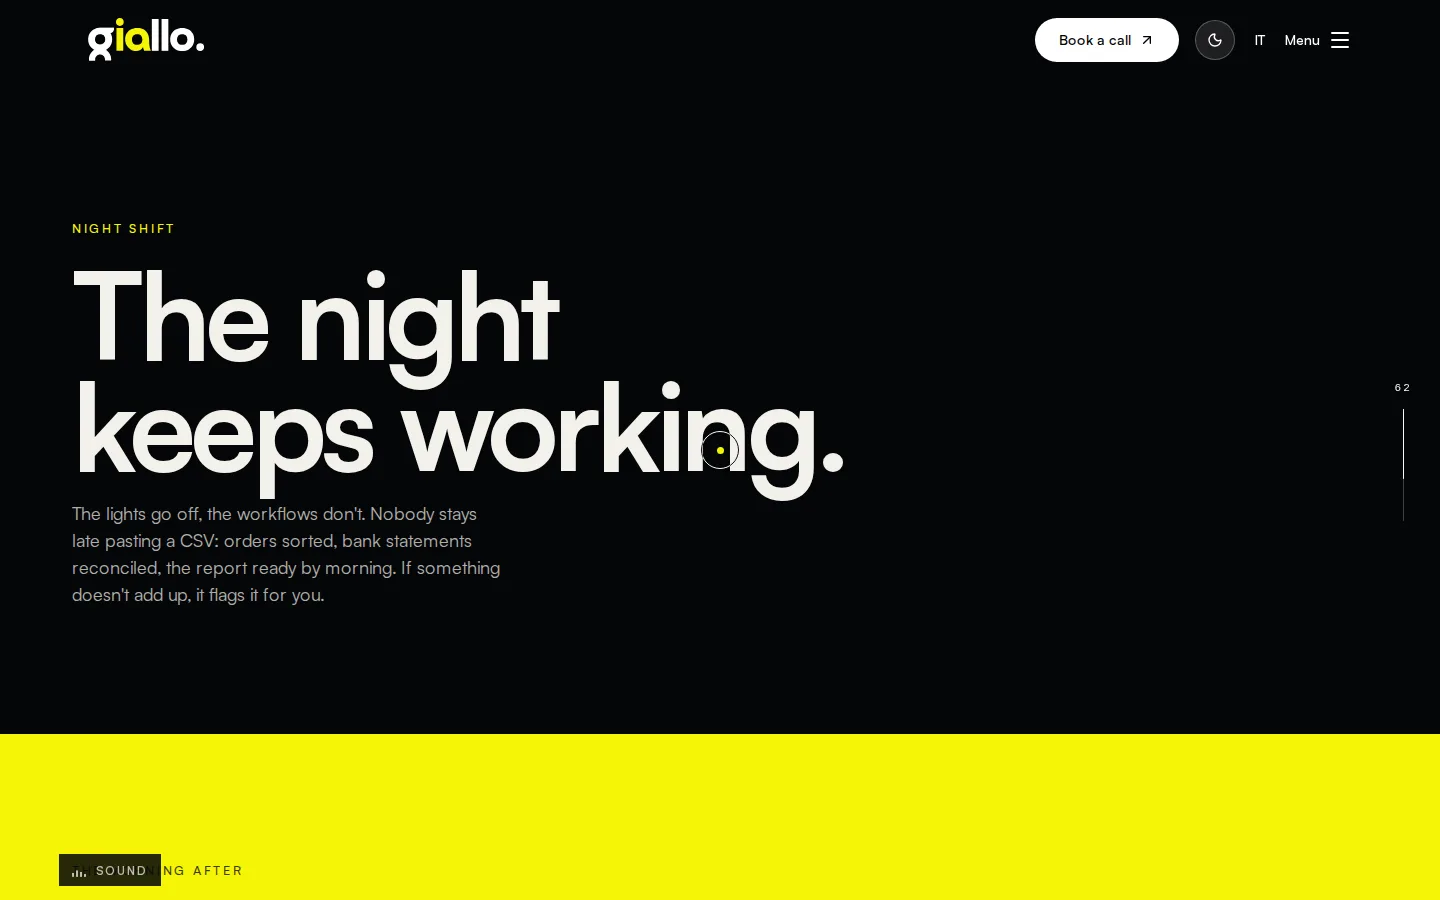 giallo.
Book a call
IT
Menu
NIGHT SHIFT
The night
keeps working.
The lights go off, the workflows don't. Nobody stays
late pasting a CSV: orders sorted, bank statements
reconciled, the report ready by morning. If something
doesn't add up, it flags it for you.
62
SOUND
AFTER